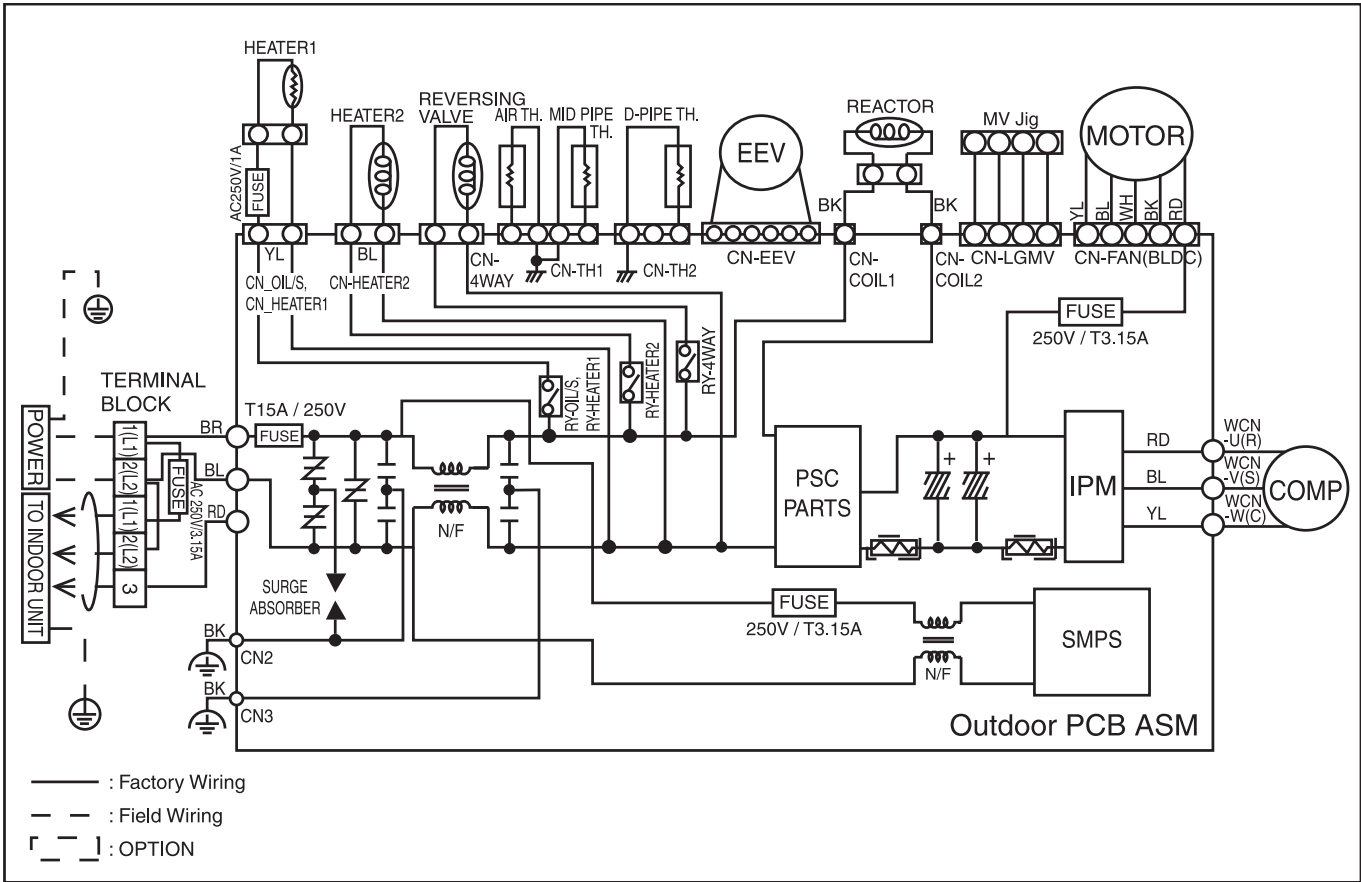 HEATER1
HEATER2
REVERSING
VALVE
AIR TH.
MID PIPE
TH.
D-PIPE TH.
EEV
REACTOR
MV Jig
MOTOR
AC250V/1A
FUSE
BK
BK
YL
BL
WH
BK
RD
YL
BL
CN_OIL/S,
CN_HEATER1
CN-HEATER2
CN-
4WAY
CN-TH1
CN-TH2
CN-EEV
CN-
COIL1
CN-
COIL2
CN-LGMV
CN-FAN(BLDC)
FUSE
250V / T3.15A
RY-OIL/S,
RY-HEATER1
RY-HEATER2
RY-4WAY
TERMINAL
BLOCK
POWER
TO INDOOR UNIT
1(L1)
2(L2)
1(L1)
2(L2)
3
FUSE
AC 250V/3.15A
BR
BL
RD
T15A / 250V
FUSE
N/F
SURGE
ABSORBER
BK
CN2
BK
CN3
PSC
PARTS
+
+
IPM
RD
BL
YL
WCN
-U(R)
WCN
-V(S)
WCN
-W(C)
COMP
FUSE
250V / T3.15A
N/F
SMPS
Outdoor PCB ASM
: Factory Wiring
: Field Wiring
: OPTION